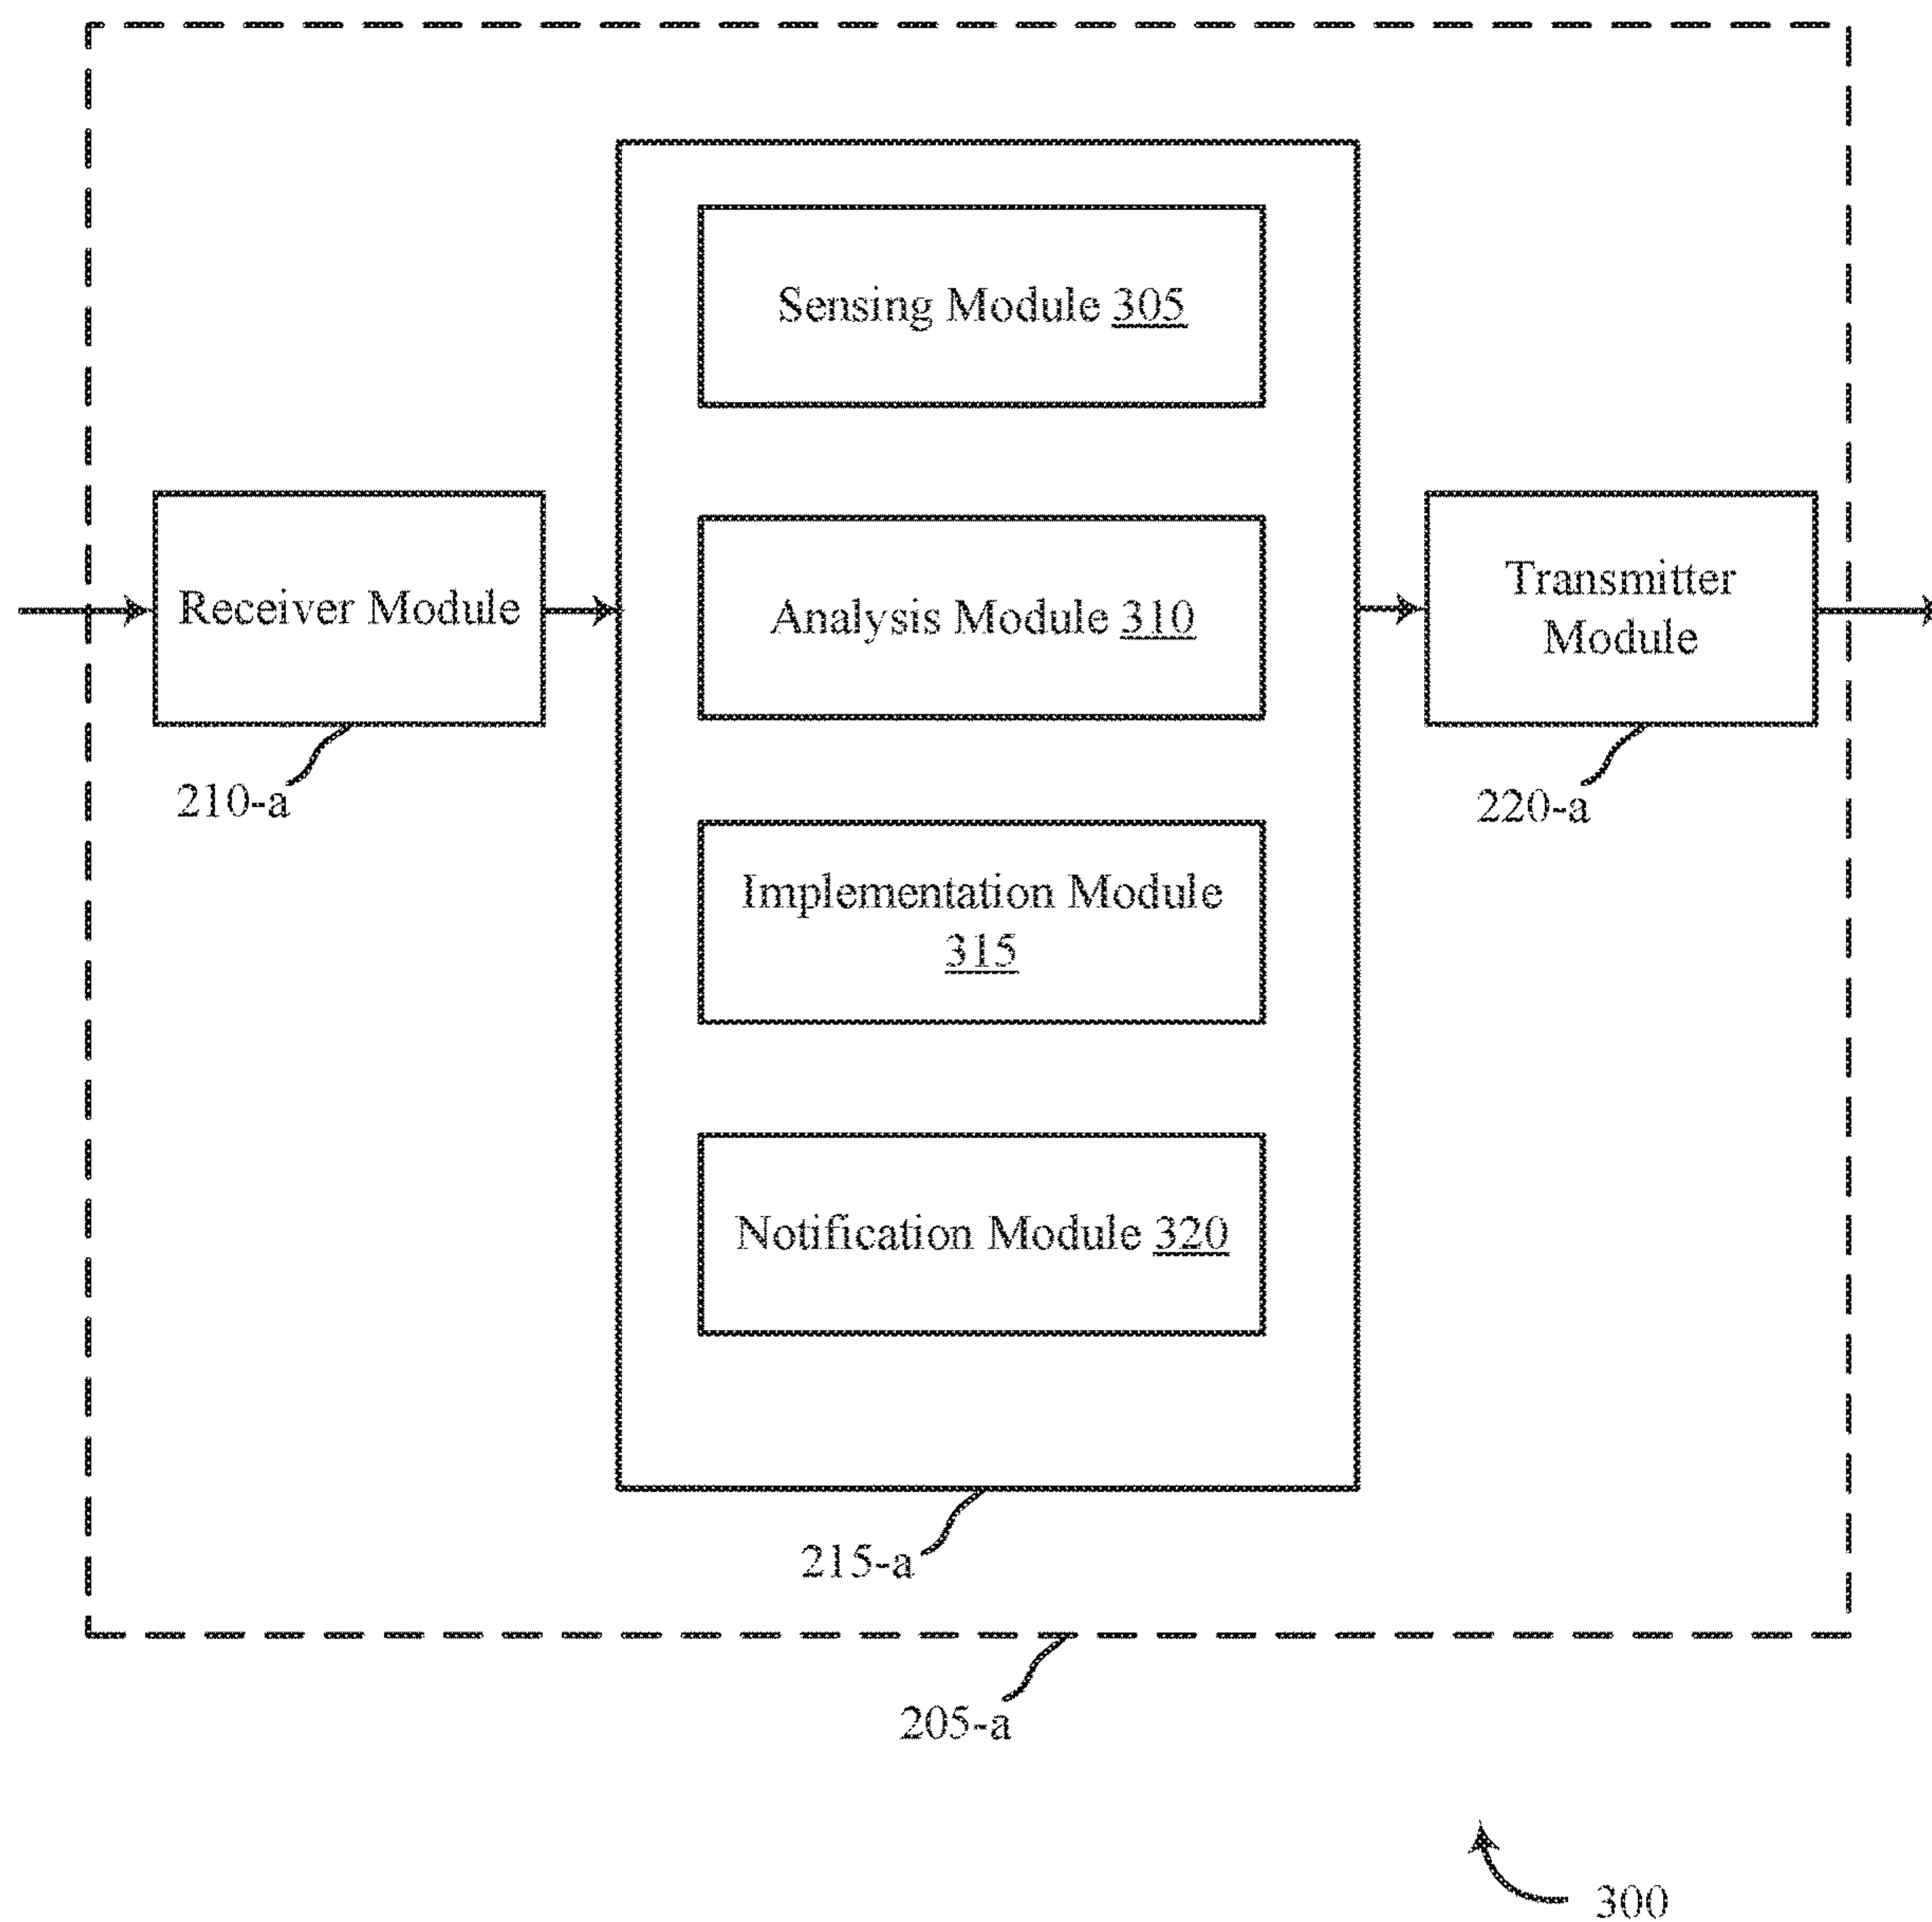 Sensing Module 305
Receiver Module
210-a
Analysis Module 310
Transmitter
Module
220-a
Implementation Module
315
Notification Module 320
215-a
205-a
300